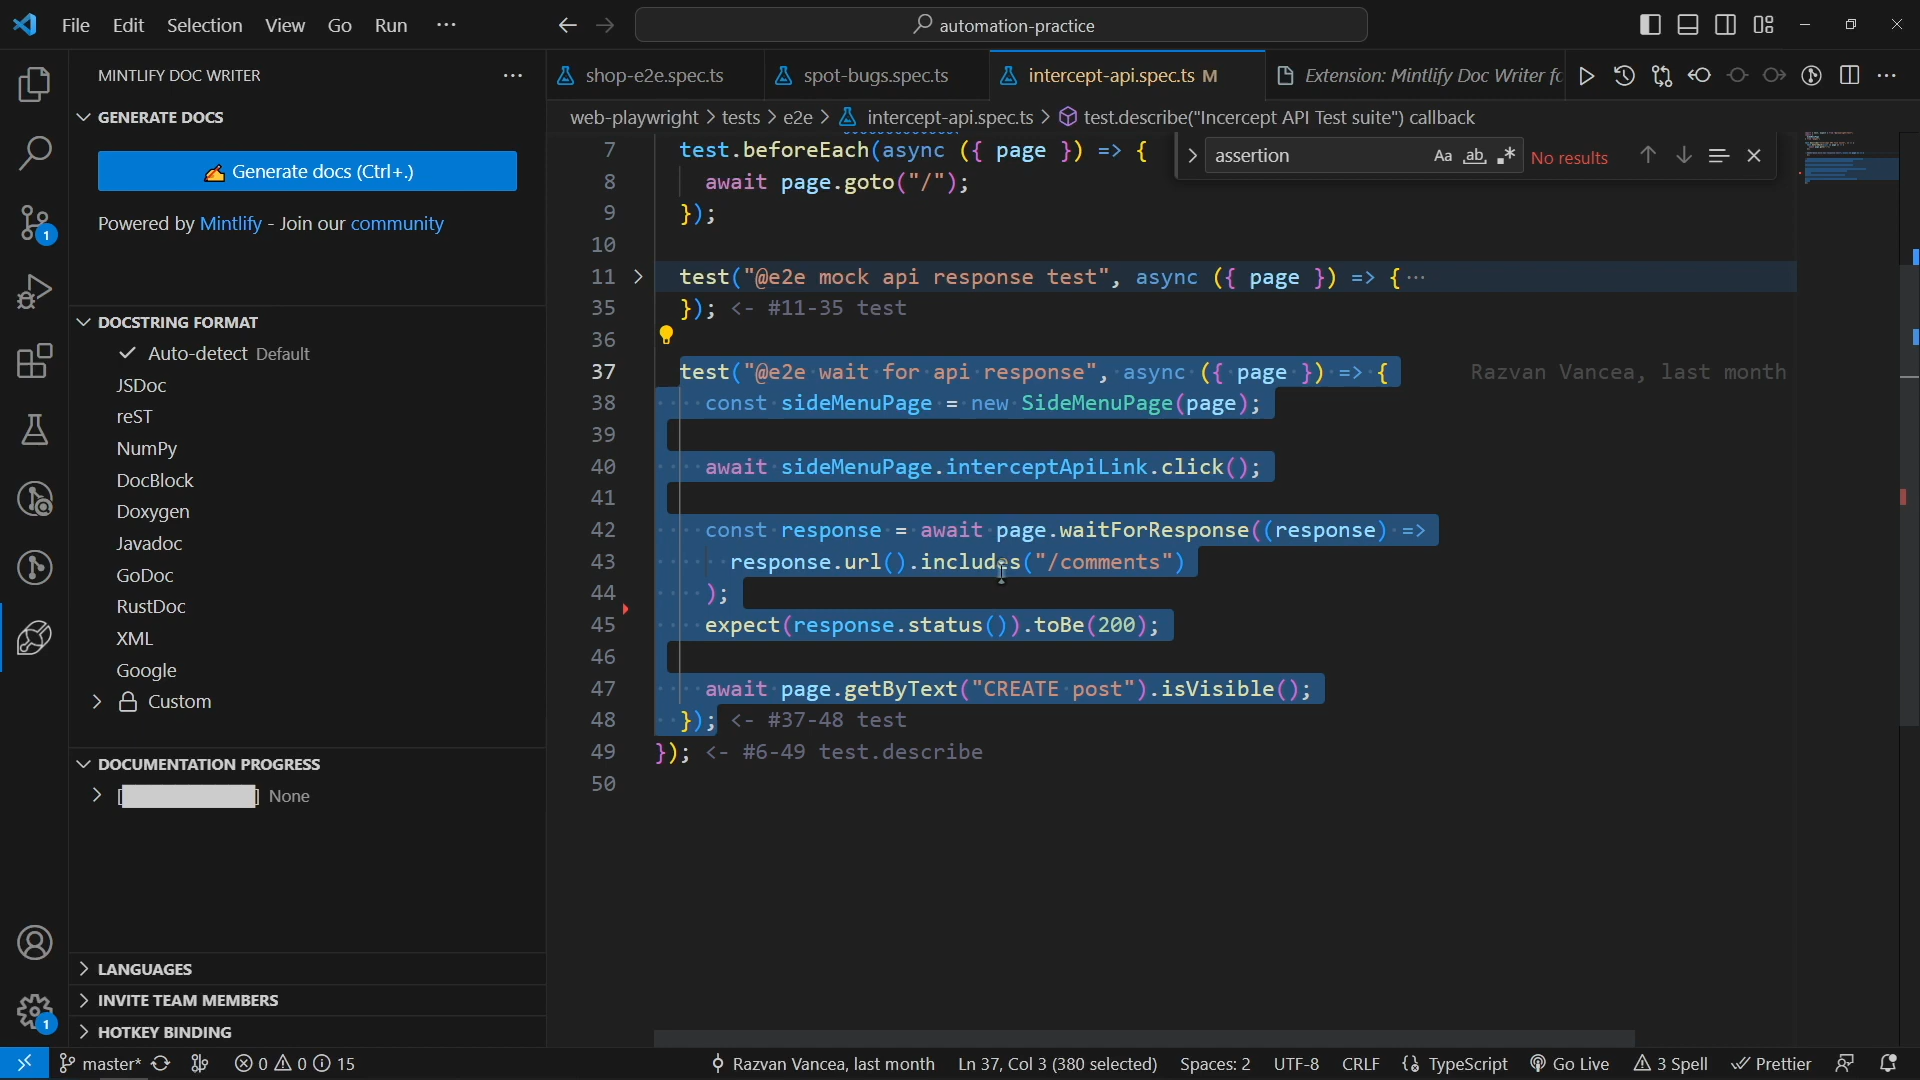 File Edit Selection View Go Run ···
automation-practice
MINTLIFY DOC WRITER ···
GENERATE DOCS
✍ Generate docs (Ctrl+.)
Powered by Mintlify - Join our community
DOCSTRING FORMAT
Auto-detect Default
JSDoc
reST
NumPy
DocBlock
Doxygen
Javadoc
GoDoc
RustDoc
XML
Google
Custom
DOCUMENTATION PROGRESS
[ ] None
LANGUAGES
INVITE TEAM MEMBERS
HOTKEY BINDING
1
1
shop-e2e.spec.ts spot-bugs.spec.ts intercept-api.spec.ts M Extension: Mintlify Doc Writer fo ···
web-playwright > tests > e2e > intercept-api.spec.ts > test.describe("Incercept API Test suite") callback
assertion Aa ab, .* No results
7 test.beforeEach(async ({ page }) => {
8 await page.goto("/");
9 });
10
11 test("@e2e mock api response test", async ({ page }) => {···
35 }); <- #11-35 test
36
37 test("@e2e wait for api response", async ({ page }) => { Razvan Vancea, last month
38 const sideMenuPage = new SideMenuPage(page);
39
40 await sideMenuPage.interceptApiLink.click();
41
42 const response = await page.waitForResponse((response) =>
43 response.url().includes("/comments")
44 );
45 expect(response.status()).toBe(200);
46
47 await page.getByText("CREATE post").isVisible();
48 }); <- #37-48 test
49 }); <- #6-49 test.describe
50
master* 0 0 15 Razvan Vancea, last month Ln 37, Col 3 (380 selected) Spaces: 2 UTF-8 CRLF {} TypeScript Go Live 3 Spell Prettier